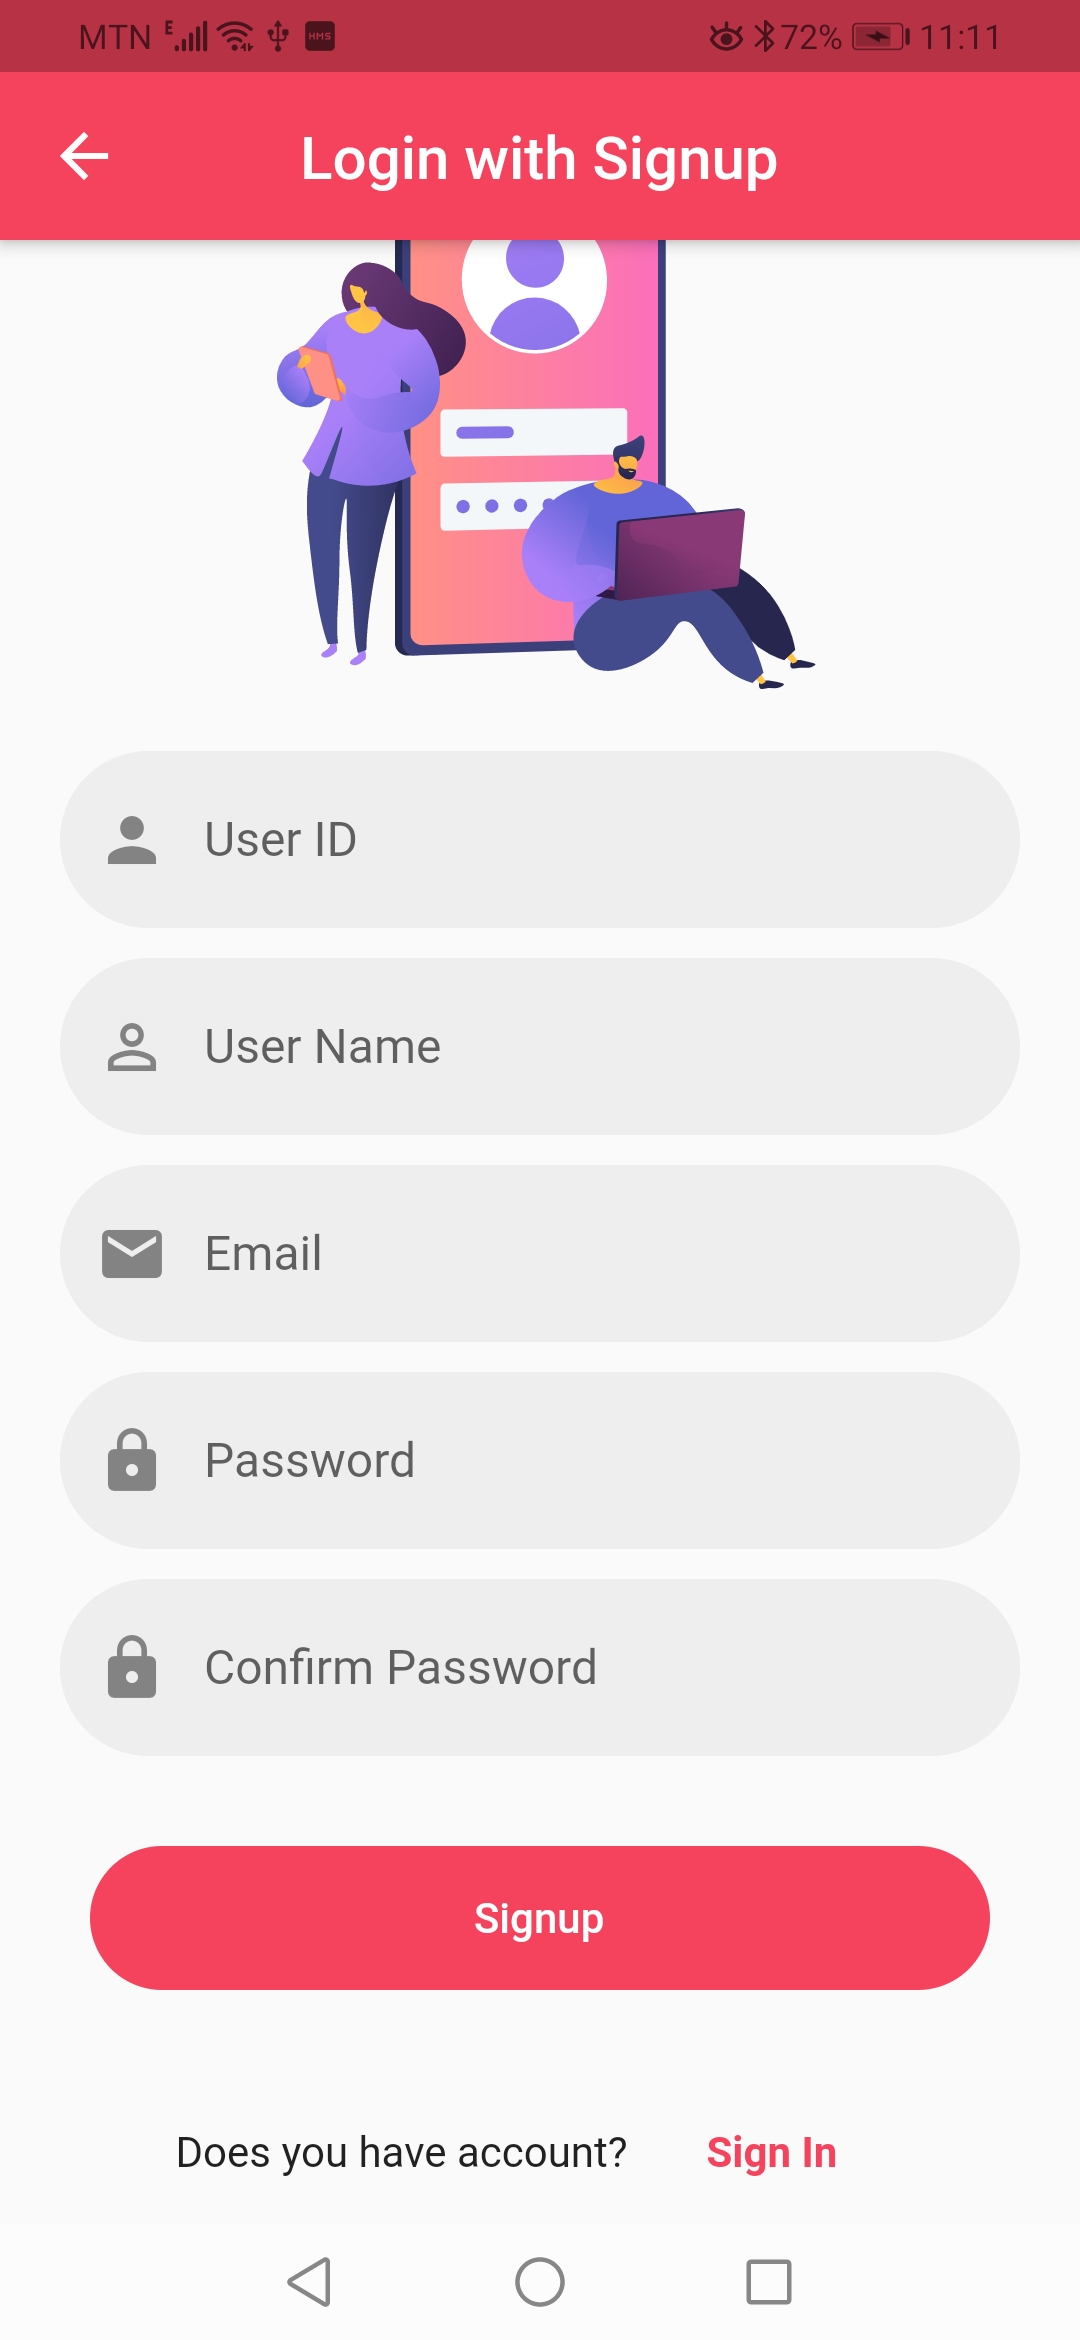 MTN E HMS 72% 11:11
Login with Signup
User ID
User Name
Email
Password
Confirm Password
Signup
Does you have account? Sign In